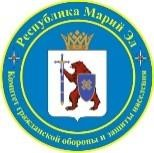 Республика Марий Эл
Комитет гражданской обороны и защиты населения